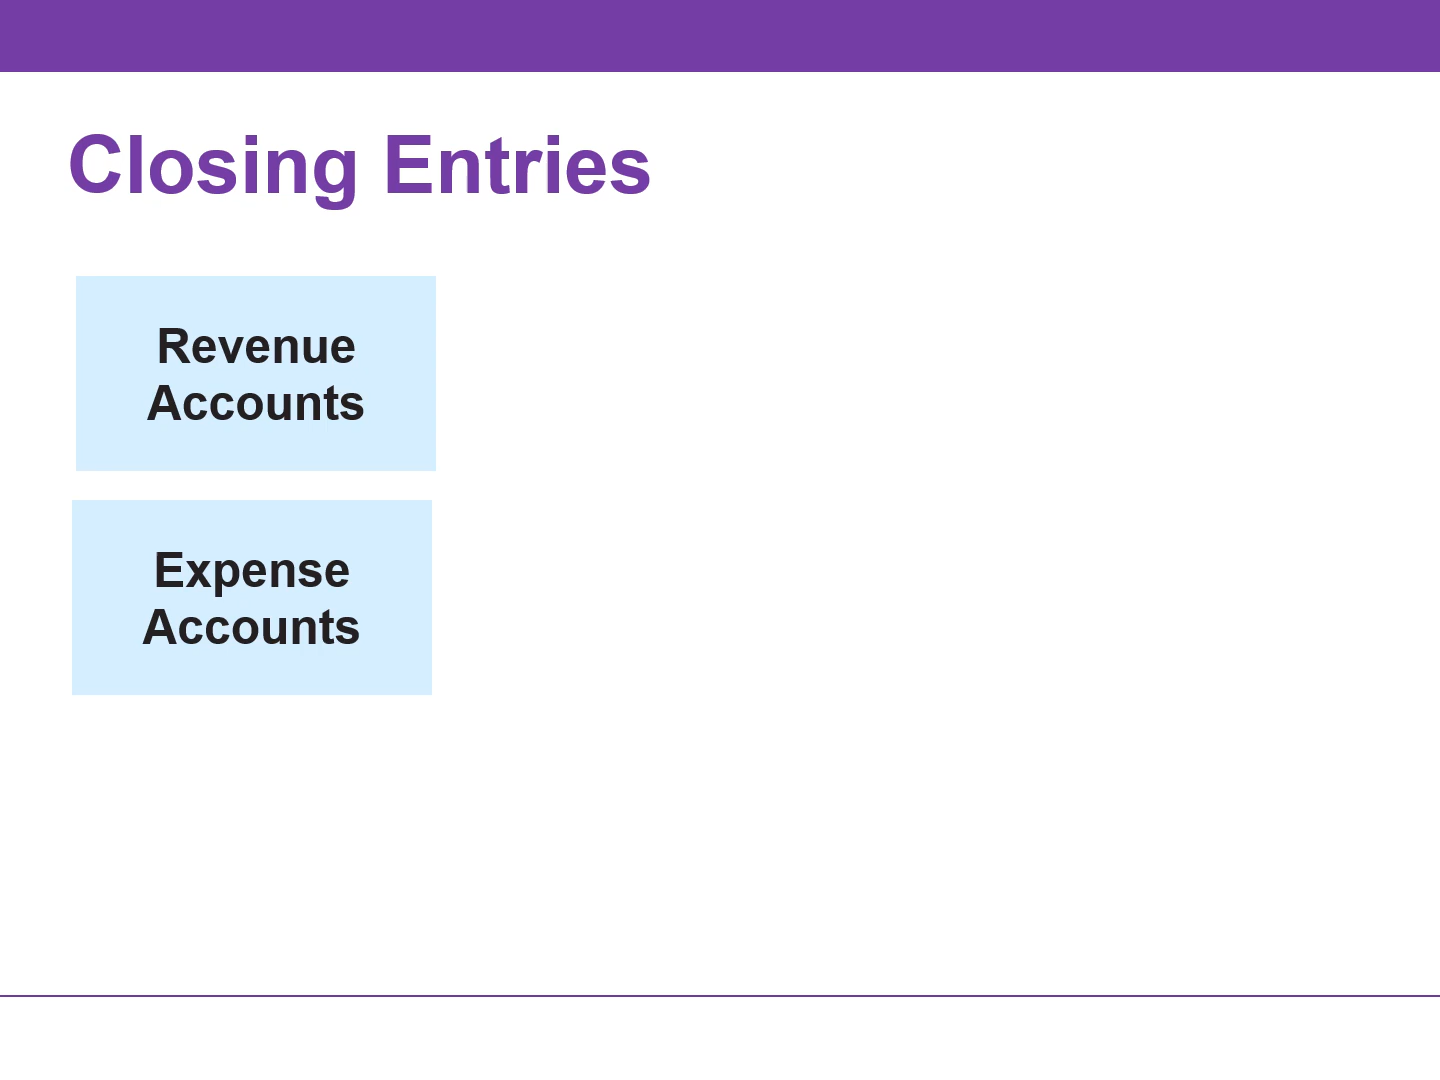 Closing Entries
Revenue
Accounts
Expense
Accounts